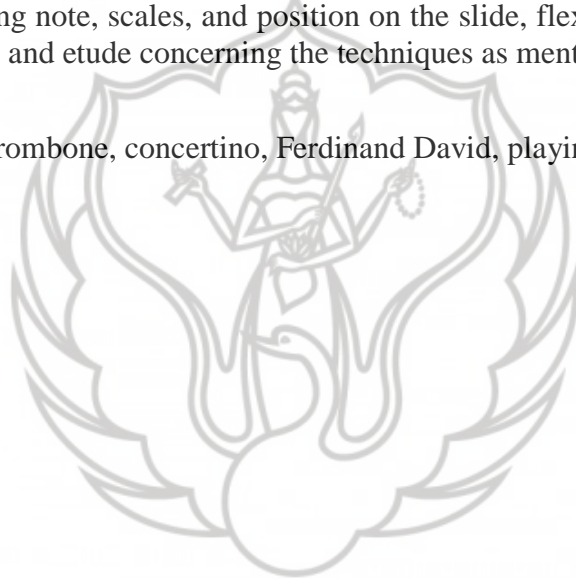 ng note, scales, and position on the slide, flex
and etude concerning the techniques as ment
rombone, concertino, Ferdinand David, playin